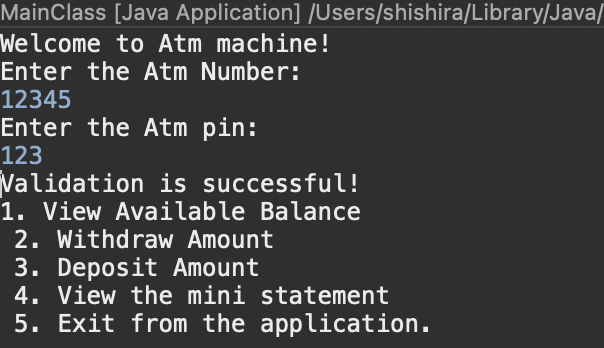 MainClass [Java Application] /Users/shishira/Library/Java/
Welcome to Atm machine!
Enter the Atm Number:
12345
Enter the Atm pin:
123
Validation is successful!
1. View Available Balance
 2. Withdraw Amount
 3. Deposit Amount
 4. View the mini statement
 5. Exit from the application.